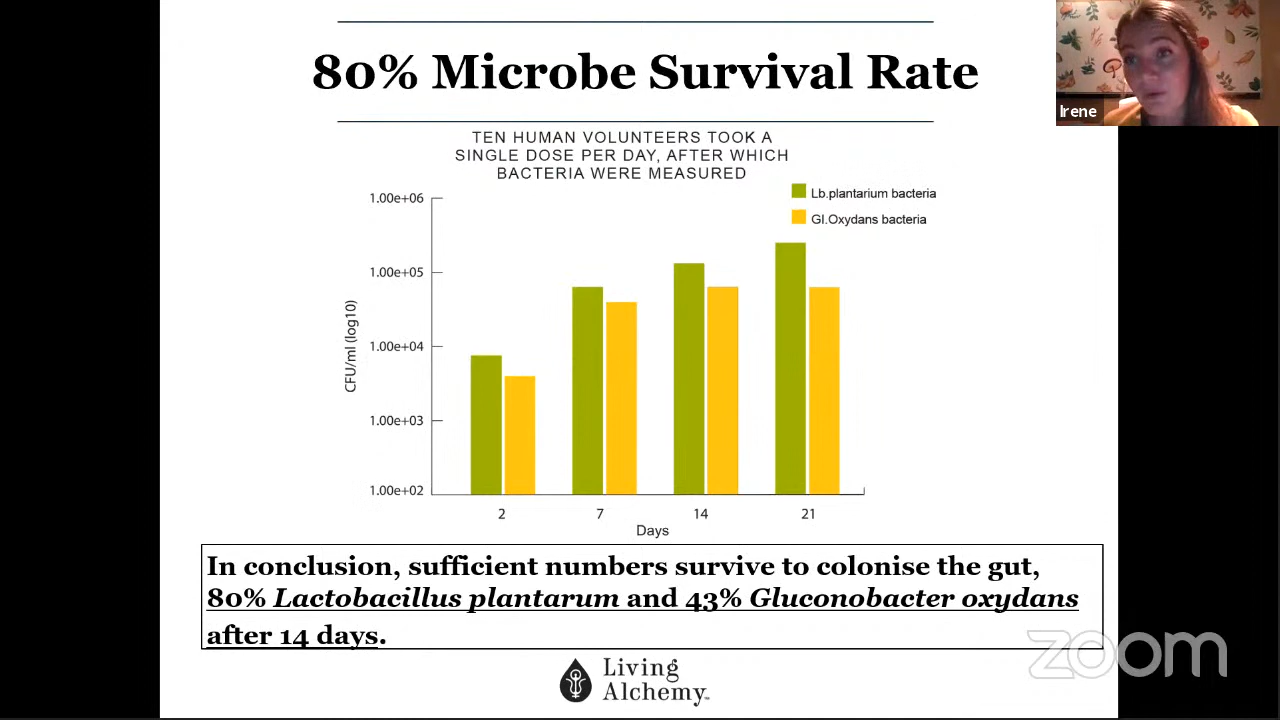 80% Microbe Survival Rate
Irene
TEN HUMAN VOLUNTEERS TOOK A
SINGLE DOSE PER DAY, AFTER WHICH
BACTERIA WERE MEASURED
Lb.plantarium bacteria
Gl.Oxydans bacteria
CFU/ml (log10)
1.00e+06
1.00e+05
1.00e+04
1.00e+03
1.00e+02
2 7 14 21
Days
In conclusion, sufficient numbers survive to colonise the gut,
80% Lactobacillus plantarum and 43% Gluconobacter oxydans
after 14 days.
zoom
Living
Alchemy™